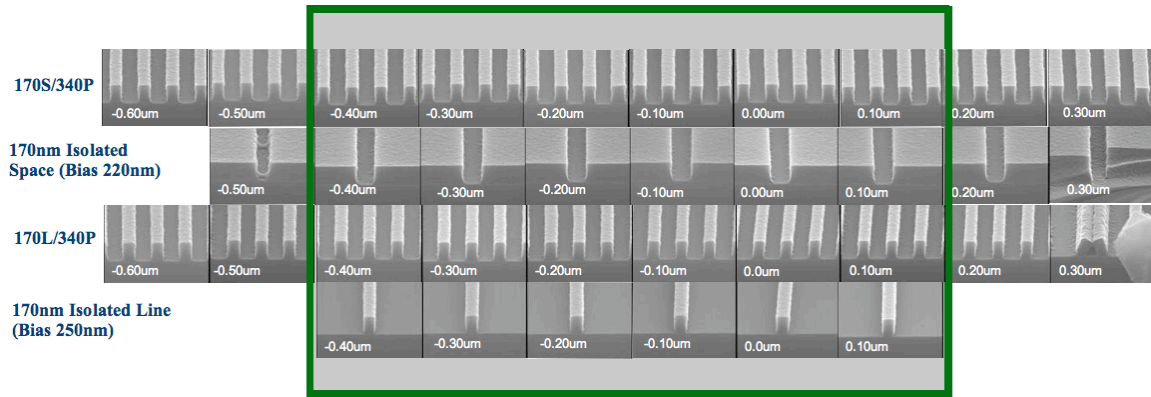 170S/340P
-0.60um -0.50um -0.40um -0.30um -0.20um -0.10um 0.00um 0.10um 0.20um 0.30um
170nm Isolated
Space (Bias 220nm)
-0.50um -0.40um -0.30um -0.20um -0.10um 0.00um 0.10um 0.20um 0.30um
170L/340P
-0.60um -0.50um -0.40um -0.30um -0.20um -0.10um 0.0um 0.10um 0.20um 0.30um
170nm Isolated Line
(Bias 250nm)
-0.40um -0.30um -0.20um -0.10um 0.0um 0.10um